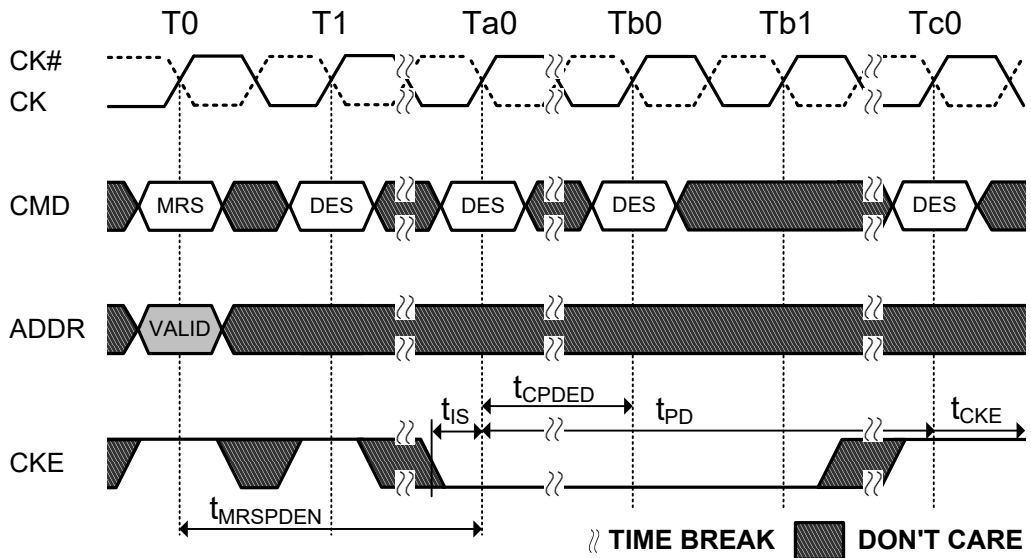 T0 T1 Ta0 Tb0 Tb1 Tc0
CK#
CK
CMD MRS DES DES DES DES
ADDR VALID
tIS tCPDED tPD tCKE
CKE
tMRSPDEN
TIME BREAK DON'T CARE